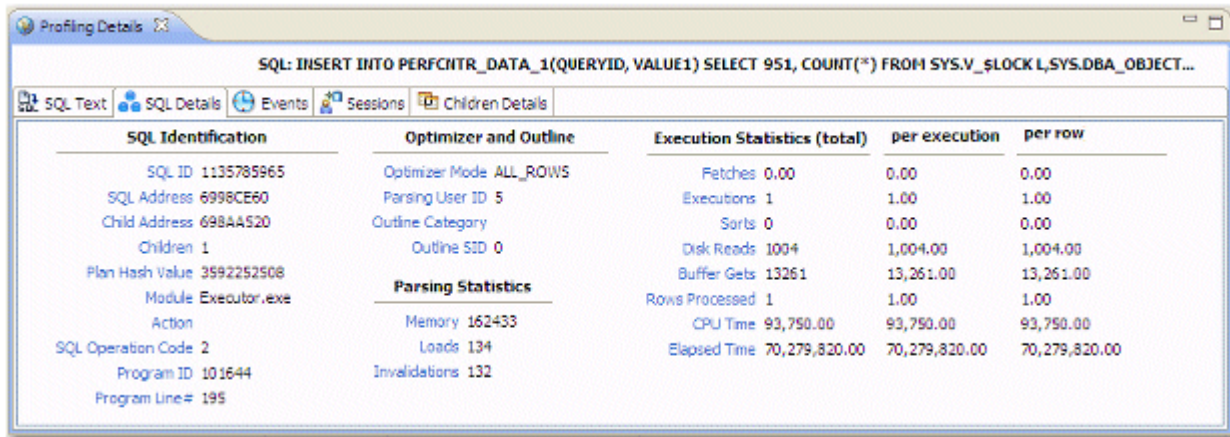 Profiling Details
SQL: INSERT INTO PERFCNTR_DATA_1(QUERYID, VALUE1) SELECT 951, COUNT(*) FROM SYS.V_$LOCK L,SYS.DBA_OBJECT...
SQL Text SQL Details Events Sessions Children Details
SQL Identification
SQL ID 1135785965
SQL Address 6998CE60
Child Address 698AA520
Children 1
Plan Hash Value 3592252508
Module Executor.exe
Action
SQL Operation Code 2
Program ID 101644
Program Line# 195
Optimizer and Outline
Optimizer Mode ALL_ROWS
Parsing User ID 5
Outline Category
Outline SID 0
Parsing Statistics
Memory 162433
Loads 134
Invalidations 132
Execution Statistics (total) per execution per row
Fetches 0.00 0.00 0.00
Executions 1 1.00 1.00
Sorts 0 0.00 0.00
Disk Reads 1004 1,004.00 1,004.00
Buffer Gets 13261 13,261.00 13,261.00
Rows Processed 1 1.00 1.00
CPU Time 93,750.00 93,750.00 93,750.00
Elapsed Time 70,279,820.00 70,279,820.00 70,279,820.00